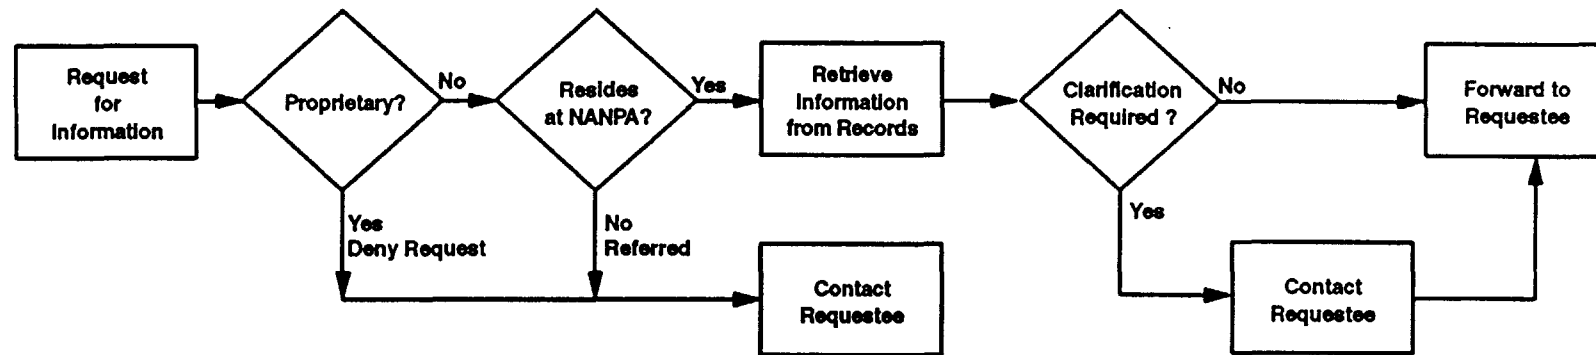 Request
for
Information
Proprietary?
No
Yes
Deny Request
Resides
at NANPA?
Yes
No
Referred
Retrieve
Information
from Records
Contact
Requestee
Clarification
Required ?
No
Yes
Contact
Requestee
Forward to
Requestee